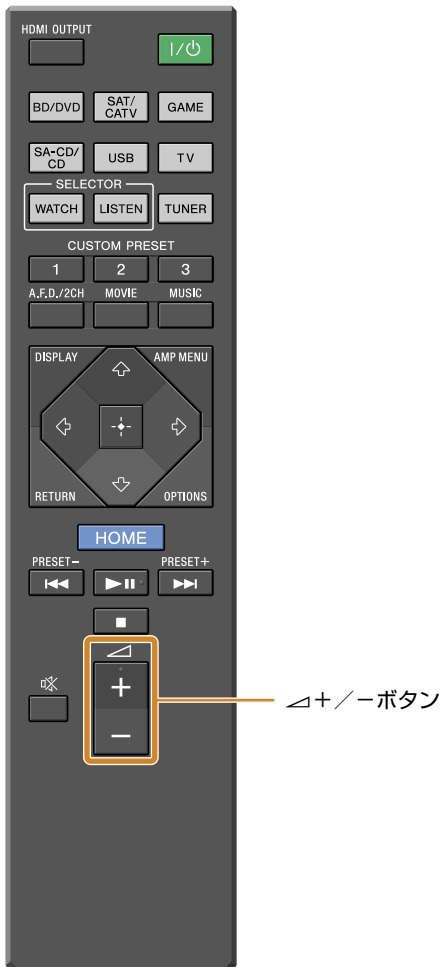 HDMI OUTPUT
I/⏻
BD/DVD SAT/CATV GAME
SA-CD/CD USB TV
SELECTOR
WATCH LISTEN TUNER
CUSTOM PRESET
1 2 3
A.F.D./2CH MOVIE MUSIC
DISPLAY AMP MENU
RETURN OPTIONS
HOME
PRESET− PRESET+
+
−
+/−ボタン